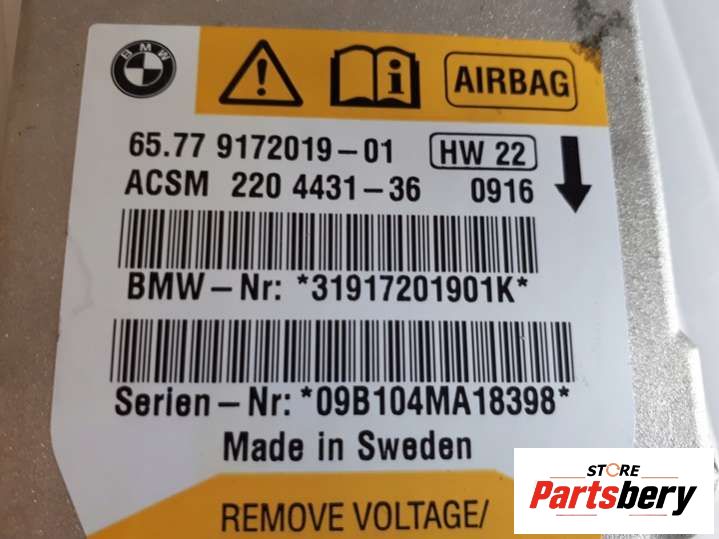 BMW
AIRBAG
65.77 9172019-01 HW 22
ACSM 220 4431-36 0916
BMW-Nr: *31917201901K*
Serien-Nr: *09B104MA18398*
Made in Sweden
REMOVE VOLTAGE/
STORE
Partsbery